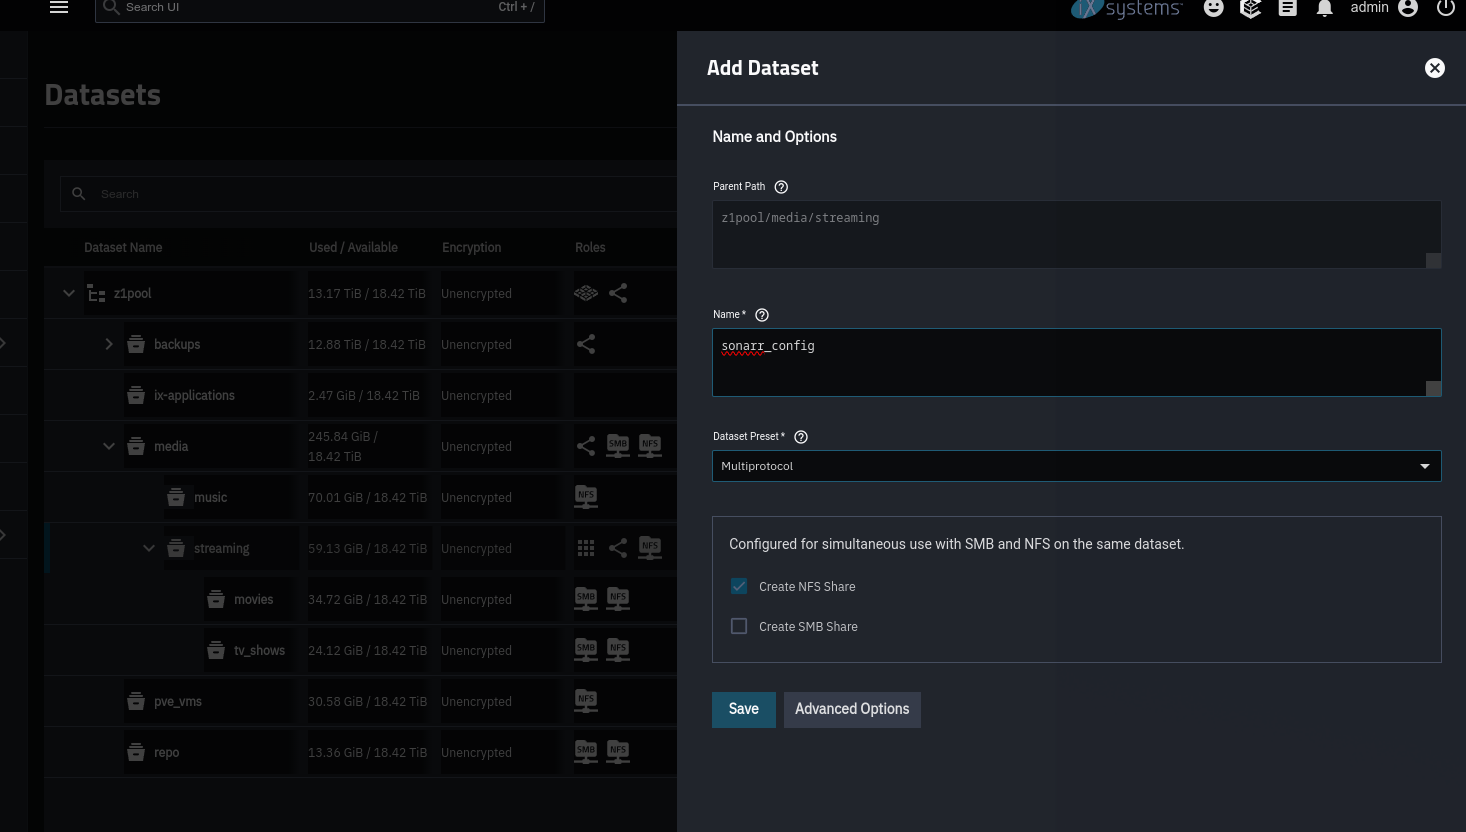 Search UI Ctrl + /
iXsystems admin
Add Dataset
Datasets
Name and Options
Parent Path
z1pool/media/streaming
Search
Dataset Name Used / Available Encryption Roles
z1pool 13.17 TiB / 18.42 TiB Unencrypted
backups 12.88 TiB / 18.42 TiB Unencrypted
ix-applications 2.47 GiB / 18.42 TiB Unencrypted
media 245.84 GiB / Unencrypted SMB NFS
18.42 TiB
music 70.01 GiB / 18.42 TiB Unencrypted NFS
streaming 59.13 GiB / 18.42 TiB Unencrypted NFS
movies 34.72 GiB / 18.42 TiB Unencrypted SMB NFS
tv_shows 24.12 GiB / 18.42 TiB Unencrypted SMB NFS
pve_vms 30.58 GiB / 18.42 TiB Unencrypted NFS
repo 13.36 GiB / 18.42 TiB Unencrypted SMB NFS
Name *
sonarr_config
Dataset Preset *
Multiprotocol
Configured for simultaneous use with SMB and NFS on the same dataset.
Create NFS Share
Create SMB Share
Save Advanced Options